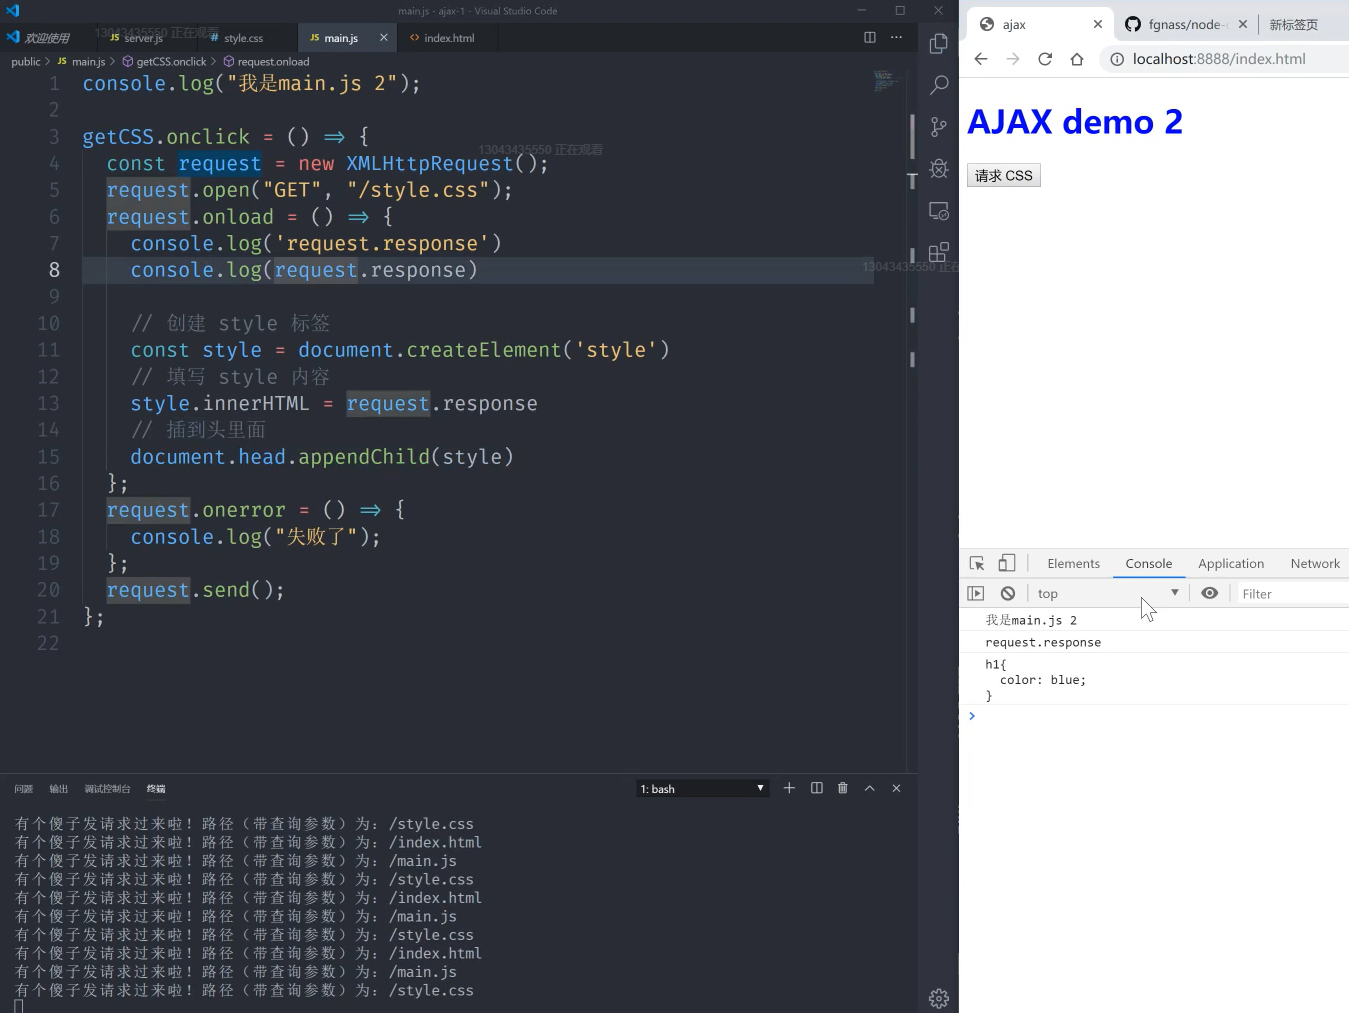 main.js - ajax-1 - Visual Studio Code
欢迎使用
JS server.js
# style.css
JS main.js
<> index.html
13043435550 正在观看
public > JS main.js > getCSS.onclick > request.onload
1 console.log("我是main.js 2");
2
3 getCSS.onclick = () => {
4 const request = new XMLHttpRequest();
13043435550 正在观看
5 request.open("GET", "/style.css");
6 request.onload = () => {
7 console.log('request.response')
8 console.log(request.response)
13043435550 正在
9
10 // 创建 style 标签
11 const style = document.createElement('style')
12 // 填写 style 内容
13 style.innerHTML = request.response
14 // 插到头里面
15 document.head.appendChild(style)
16 };
17 request.onerror = () => {
18 console.log("失败了");
19 };
20 request.send();
21 };
22
问题 输出 调试控制台 终端
1: bash
有个傻子发请求过来啦！路径（带查询参数）为：/style.css
有个傻子发请求过来啦！路径（带查询参数）为：/index.html
有个傻子发请求过来啦！路径（带查询参数）为：/main.js
有个傻子发请求过来啦！路径（带查询参数）为：/style.css
有个傻子发请求过来啦！路径（带查询参数）为：/index.html
有个傻子发请求过来啦！路径（带查询参数）为：/main.js
有个傻子发请求过来啦！路径（带查询参数）为：/style.css
有个傻子发请求过来啦！路径（带查询参数）为：/index.html
有个傻子发请求过来啦！路径（带查询参数）为：/main.js
有个傻子发请求过来啦！路径（带查询参数）为：/style.css
ajax
fgnass/node-
新标签页
localhost:8888/index.html
AJAX demo 2
请求 CSS
Elements Console Application Network
top
Filter
我是main.js 2
request.response
h1{
color: blue;
}